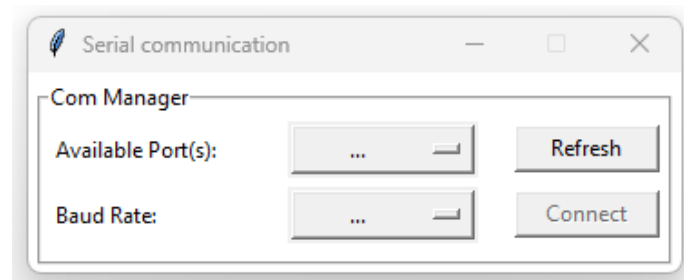 Serial communication
Com Manager
Available Port(s): ... Refresh
Baud Rate: ... Connect